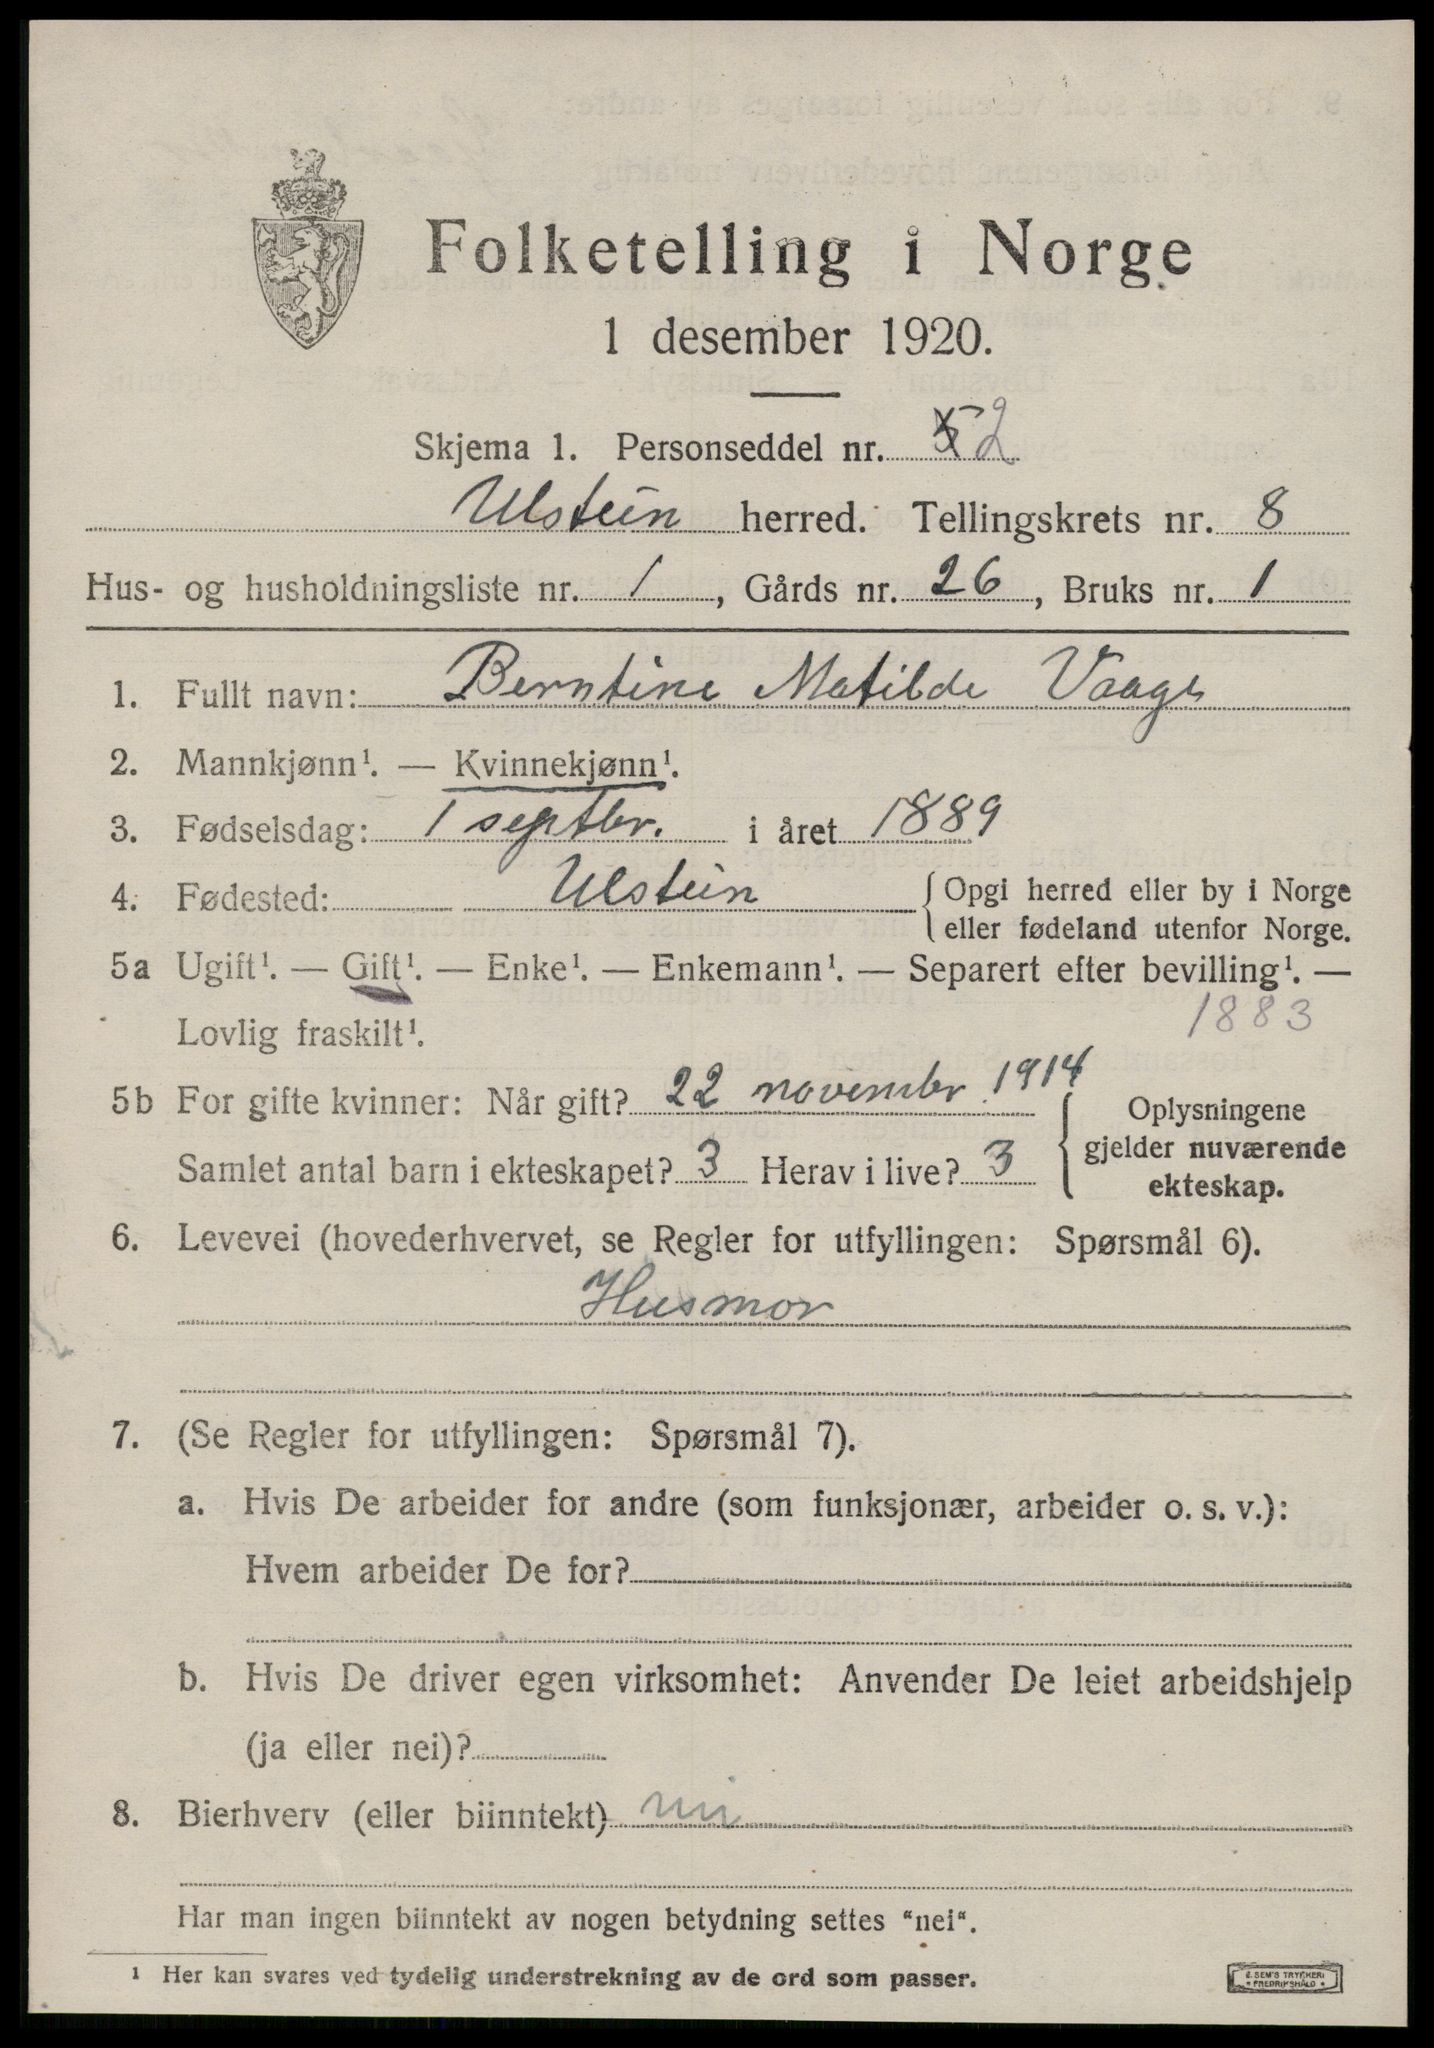 Folketelling i Norge
1 desember 1920.
Skjema 1. Personseddel nr. 5 2
Ulstein herred. Tellingskrets nr. 8
Hus- og husholdningsliste nr. 1, Gårds nr. 26, Bruks nr. 1
1. Fullt navn: Berntine Matilde Vaage
2. Mannkjønn¹. — Kvinnekjønn¹.
3. Fødselsdag: 1 septbr. i året 1889
4. Fødested: Ulstein { Opgi herred eller by i Norge
eller fødeland utenfor Norge.
5a Ugift¹. — Gift¹. — Enke¹. — Enkemann¹. — Separert efter bevilling¹. —
Lovlig fraskilt¹. 1883
5b For gifte kvinner: Når gift? 22 novembr. 1914
Samlet antal barn i ekteskapet? 3 Herav i live? 3
Oplysningene
gjelder nuværende
ekteskap.
6. Levevei (hovederhvervet, se Regler for utfyllingen: Spørsmål 6).
Husmor
7. (Se Regler for utfyllingen: Spørsmål 7).
a. Hvis De arbeider for andre (som funksjonær, arbeider o. s. v.):
Hvem arbeider De for?
b. Hvis De driver egen virksomhet: Anvender De leiet arbeidshjelp
(ja eller nei)?
8. Bierhverv (eller biinntekt) nei
Har man ingen biinntekt av nogen betydning settes "nei".
¹ Her kan svares ved tydelig understrekning av de ord som passer.
E. SEM'S TRYKKERI
FREDRIKSHALD